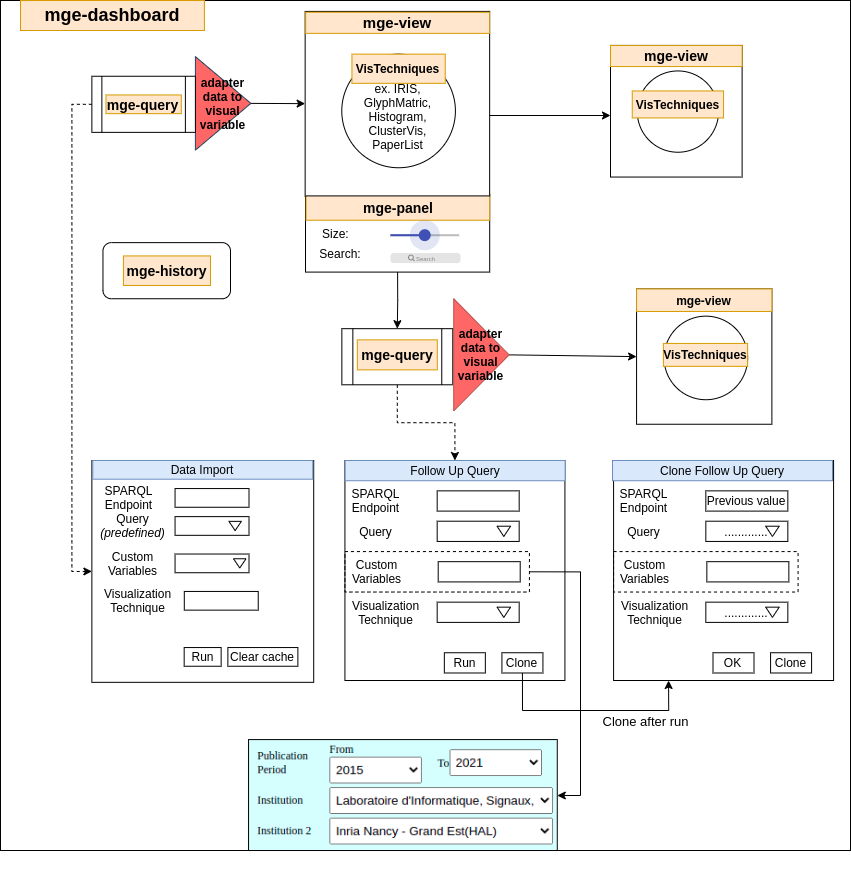 mge-dashboard
mge-view
VisTechniques
ex. IRIS,
GlyphMatric,
Histogram,
ClusterVis,
PaperList
mge-view
VisTechniques
mge-query
adapter
data to
visual
variable
mge-panel
Size:
Search:
Search
mge-history
mge-query
adapter
data to
visual
variable
mge-view
VisTechniques
Data Import
SPARQL
Endpoint
Query
(predefined)
Custom
Variables
Visualization
Technique
Run
Clear cache
Follow Up Query
SPARQL
Endpoint
Query
Custom
Variables
Visualization
Technique
Run
Clone
Clone Follow Up Query
SPARQL
Endpoint
Previous value
Query
.............
Custom
Variables
Visualization
Technique
.............
OK
Clone
Clone after run
Publication
Period
From
2015
To
2021
Institution
Laboratoire d'Informatique, Signaux,
Institution 2
Inria Nancy - Grand Est(HAL)